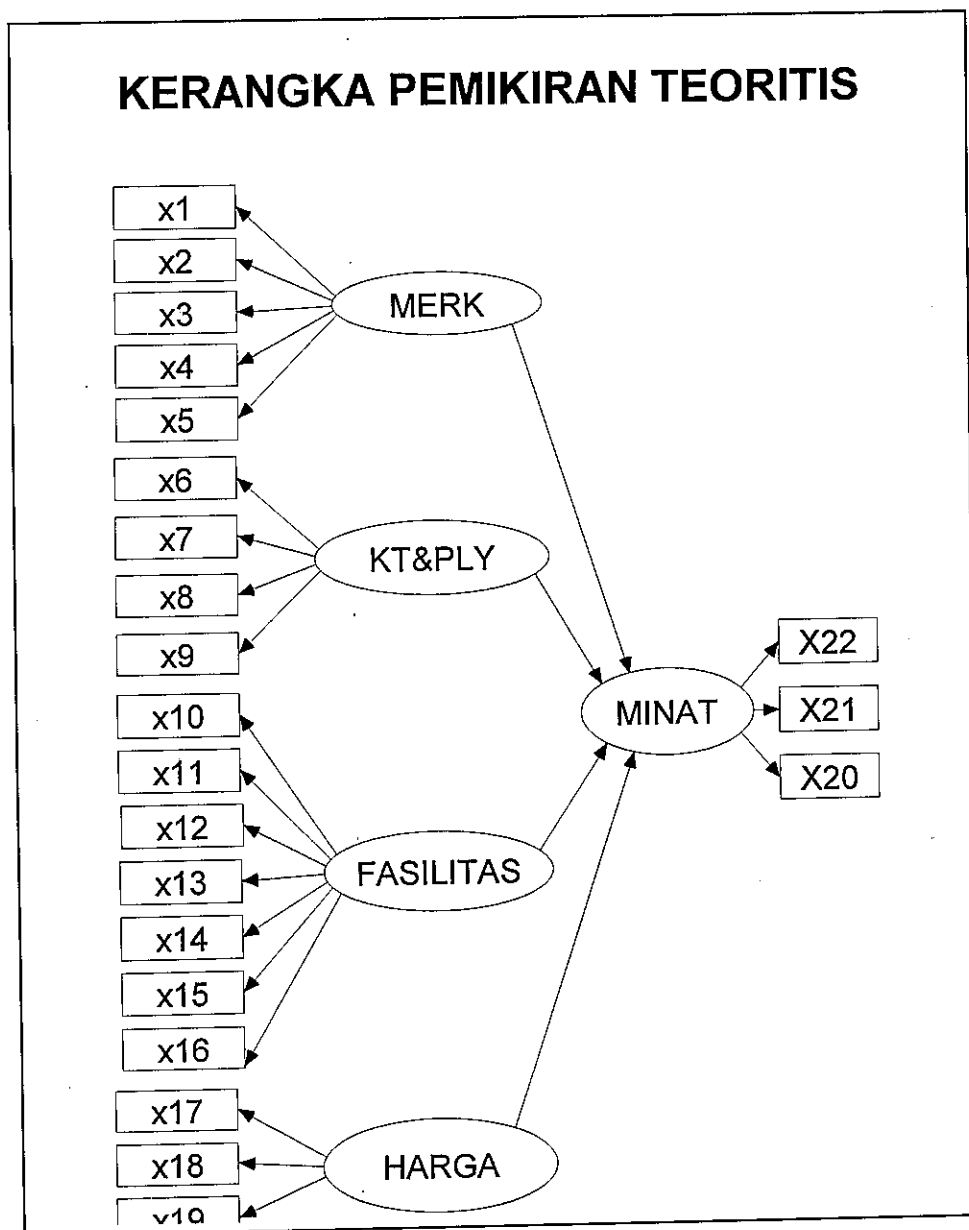 KERANGKA PEMIKIRAN TEORITIS
x1
x2
x3
x4
x5
MERK
x6
x7
x8
x9
KT&PLY
x10
x11
x12
x13
x14
x15
x16
FASILITAS
x17
x18
x19
HARGA
MINAT
X22
X21
X20